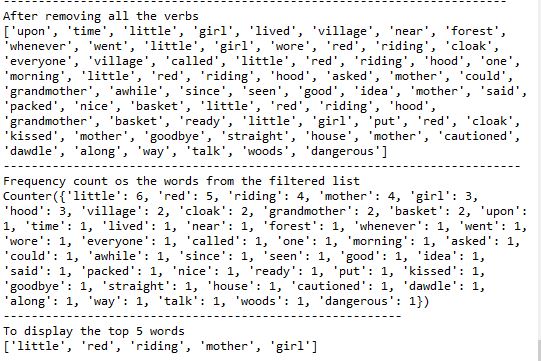 After removing all the verbs
['upon', 'time', 'little', 'girl', 'lived', 'village', 'near', 'forest',
'whenever', 'went', 'little', 'girl', 'wore', 'red', 'riding', 'cloak',
'everyone', 'village', 'called', 'little', 'red', 'riding', 'hood', 'one',
'morning', 'little', 'red', 'riding', 'hood', 'asked', 'mother', 'could',
'grandmother', 'awhile', 'since', 'seen', 'good', 'idea', 'mother', 'said',
'packed', 'nice', 'basket', 'little', 'red', 'riding', 'hood',
'grandmother', 'basket', 'ready', 'little', 'girl', 'put', 'red', 'cloak',
'kissed', 'mother', 'goodbye', 'straight', 'house', 'mother', 'cautioned',
'dawdle', 'along', 'way', 'talk', 'woods', 'dangerous']
Frequency count os the words from the filtered list
Counter({'little': 6, 'red': 5, 'riding': 4, 'mother': 4, 'girl': 3,
'hood': 3, 'village': 2, 'cloak': 2, 'grandmother': 2, 'basket': 2, 'upon':
1, 'time': 1, 'lived': 1, 'near': 1, 'forest': 1, 'whenever': 1, 'went': 1,
'wore': 1, 'everyone': 1, 'called': 1, 'one': 1, 'morning': 1, 'asked': 1,
'could': 1, 'awhile': 1, 'since': 1, 'seen': 1, 'good': 1, 'idea': 1,
'said': 1, 'packed': 1, 'nice': 1, 'ready': 1, 'put': 1, 'kissed': 1,
'goodbye': 1, 'straight': 1, 'house': 1, 'cautioned': 1, 'dawdle': 1,
'along': 1, 'way': 1, 'talk': 1, 'woods': 1, 'dangerous': 1})
To display the top 5 words
['little', 'red', 'riding', 'mother', 'girl']